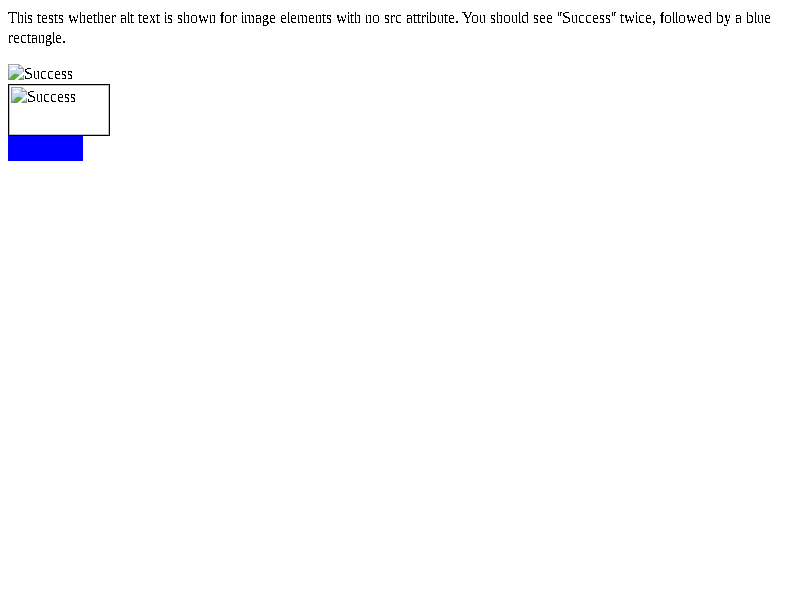 This tests whether alt text is shown for image elements with no src attribute. You should see "Success" twice, followed by a blue
rectangle.
Success
Success